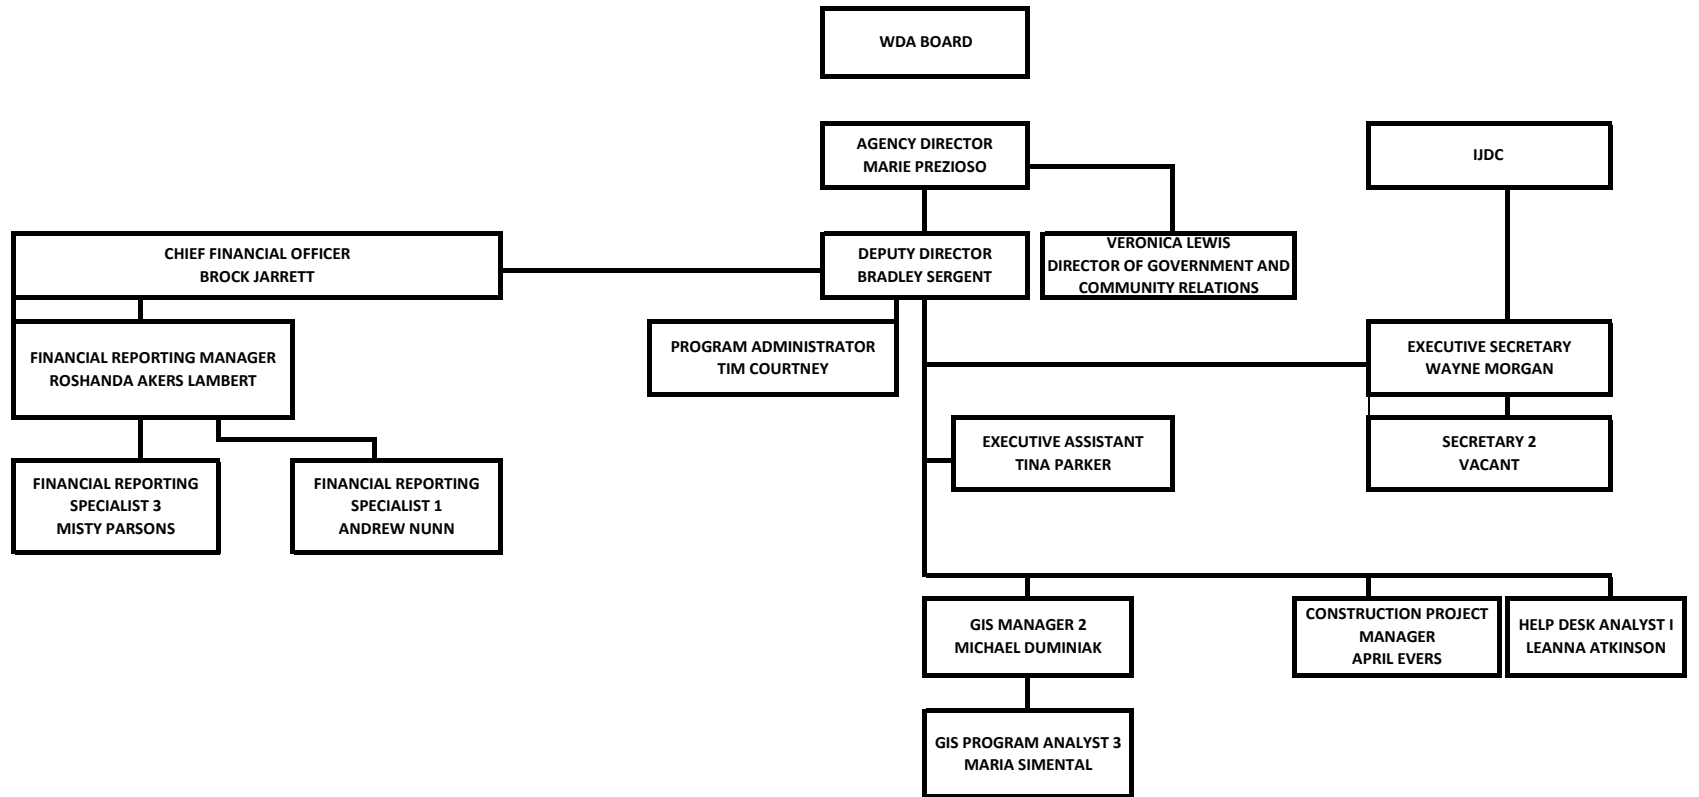 WDA BOARD
AGENCY DIRECTOR
MARIE PREZIOSO
IJDC
CHIEF FINANCIAL OFFICER
BROCK JARRETT
DEPUTY DIRECTOR
BRADLEY SERGENT
VERONICA LEWIS
DIRECTOR OF GOVERNMENT AND
COMMUNITY RELATIONS
FINANCIAL REPORTING MANAGER
ROSHANDA AKERS LAMBERT
PROGRAM ADMINISTRATOR
TIM COURTNEY
EXECUTIVE SECRETARY
WAYNE MORGAN
EXECUTIVE ASSISTANT
TINA PARKER
SECRETARY 2
VACANT
FINANCIAL REPORTING
SPECIALIST 3
MISTY PARSONS
FINANCIAL REPORTING
SPECIALIST 1
ANDREW NUNN
GIS MANAGER 2
MICHAEL DUMINIAK
CONSTRUCTION PROJECT
MANAGER
APRIL EVERS
HELP DESK ANALYST I
LEANNA ATKINSON
GIS PROGRAM ANALYST 3
MARIA SIMENTAL